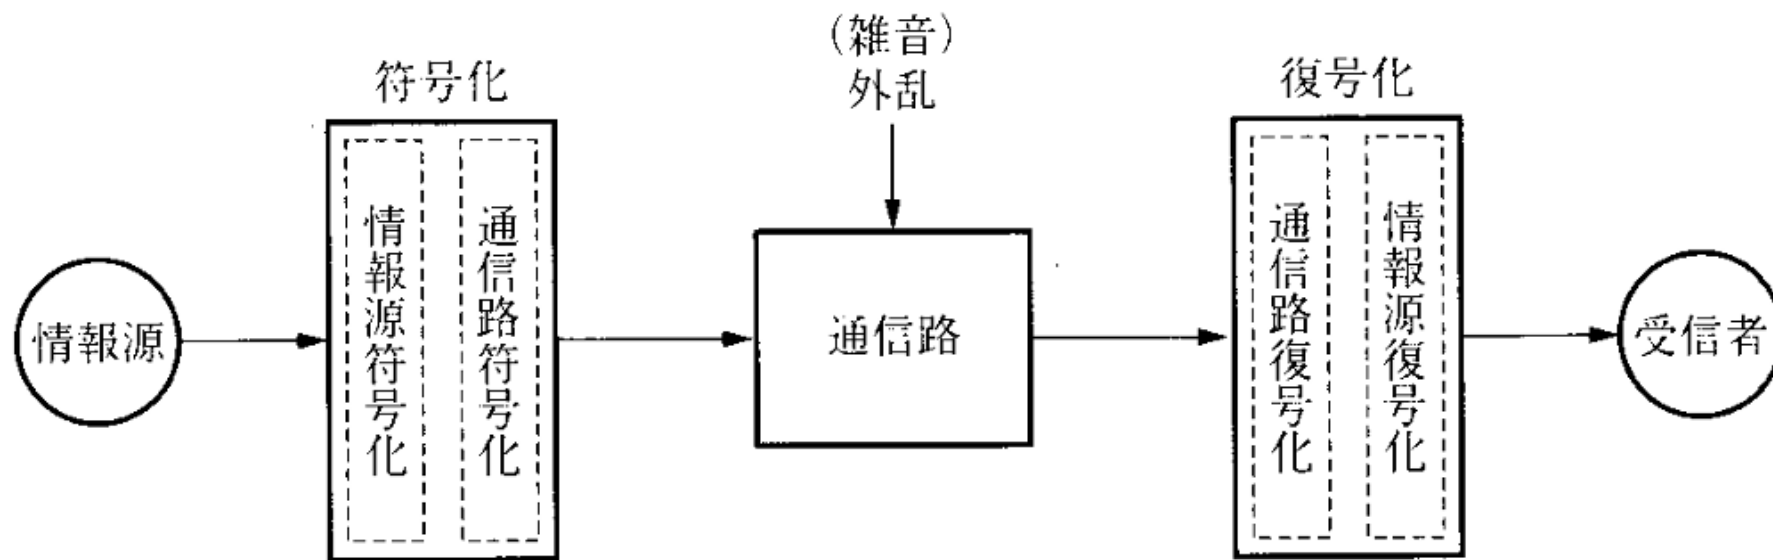 情報源
符号化
情報源符号化
通信路符号化
(雑音)
外乱
通信路
復号化
通信路復号化
情報源復号化
受信者